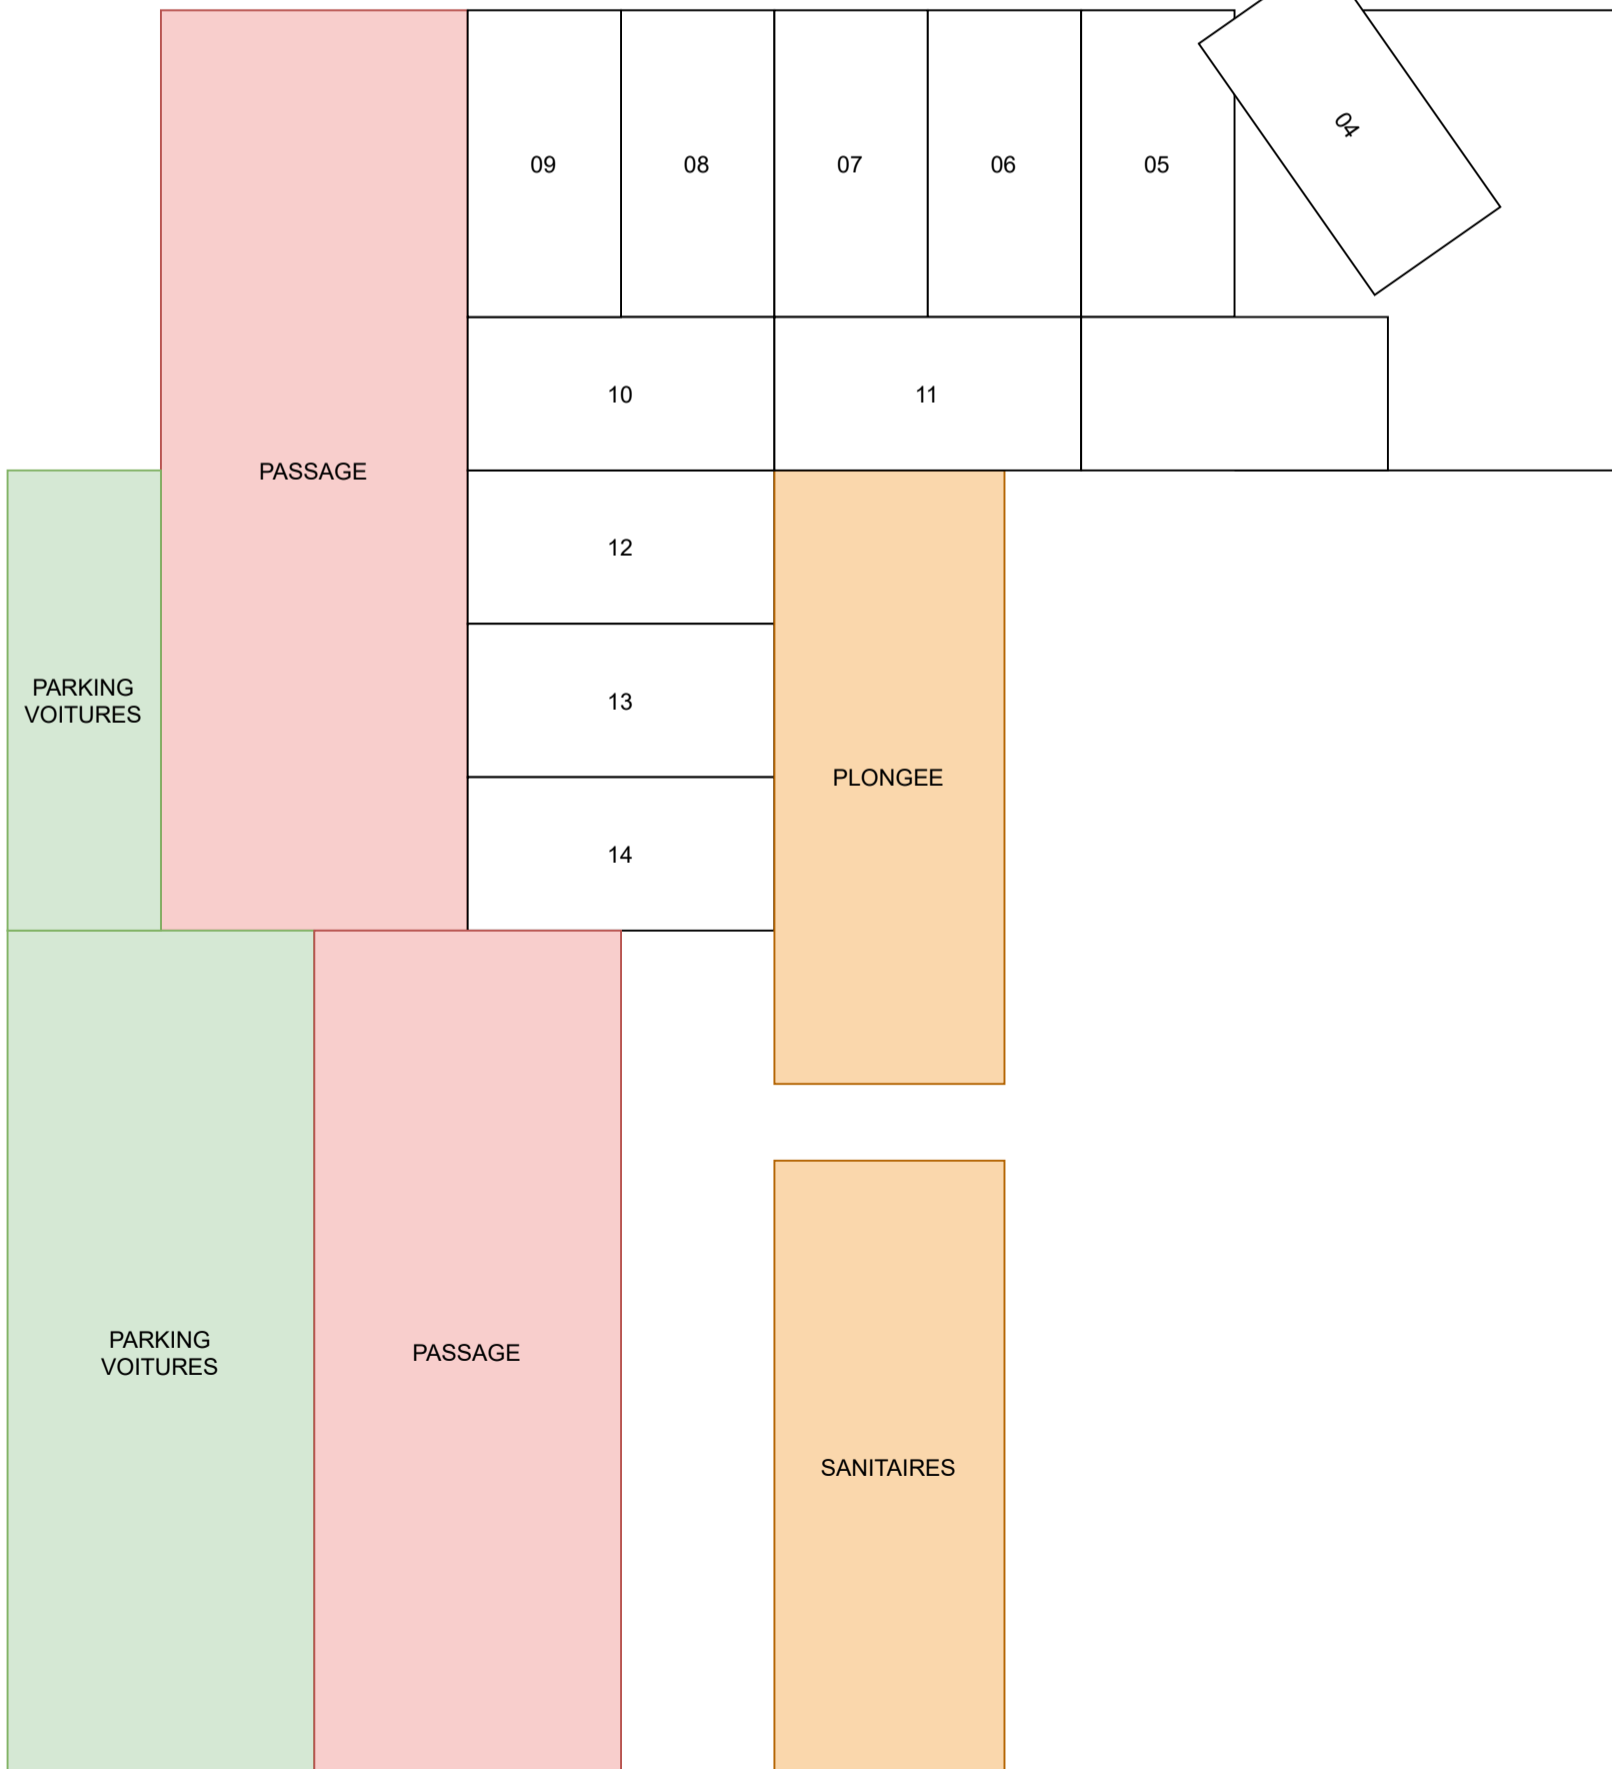 04
09
08
07
06
05
10
11
PASSAGE
12
PARKING
VOITURES
13
PLONGEE
14
PARKING
VOITURES
PASSAGE
SANITAIRES